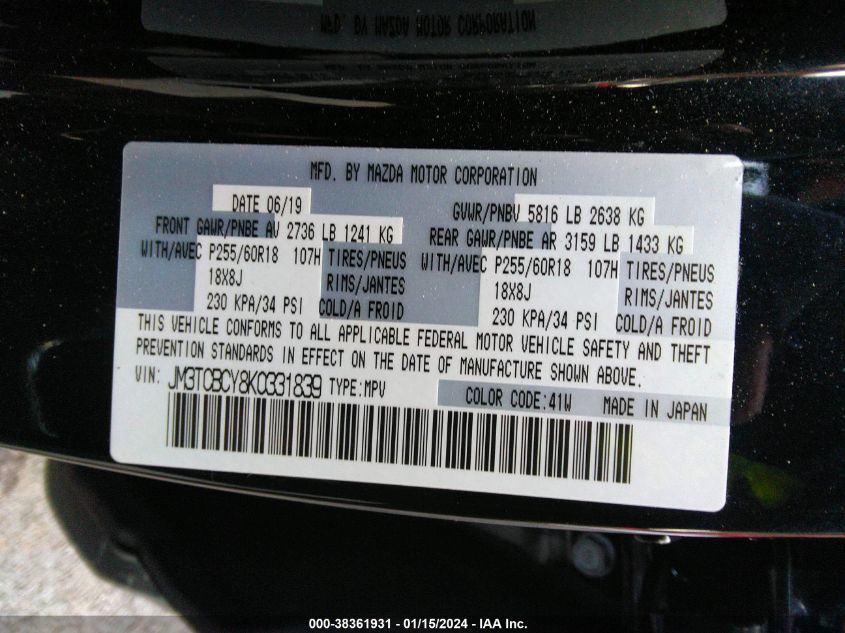 MFD. BY MAZDA MOTOR CORPORATION
MFD. BY MAZDA MOTOR CORPORATION
DATE 06/19 GVWR/PNBV 5816 LB 2638 KG
FRONT GAWR/PNBE AV 2736 LB 1241 KG REAR GAWR/PNBE AR 3159 LB 1433 KG
WITH/AVEC P255/60R18 107H TIRES/PNEUS WITH/AVEC P255/60R18 107H TIRES/PNEUS
18X8J RIMS/JANTES 18X8J RIMS/JANTES
230 KPA/34 PSI COLD/A FROID 230 KPA/34 PSI COLD/A FROID
THIS VEHICLE CONFORMS TO ALL APPLICABLE FEDERAL MOTOR VEHICLE SAFETY AND THEFT
PREVENTION STANDARDS IN EFFECT ON THE DATE OF MANUFACTURE SHOWN ABOVE.
VIN: JM3TCBCY8K0331839 TYPE:MPV COLOR CODE:41W MADE IN JAPAN
000-38361931 - 01/15/2024 - IAA Inc.